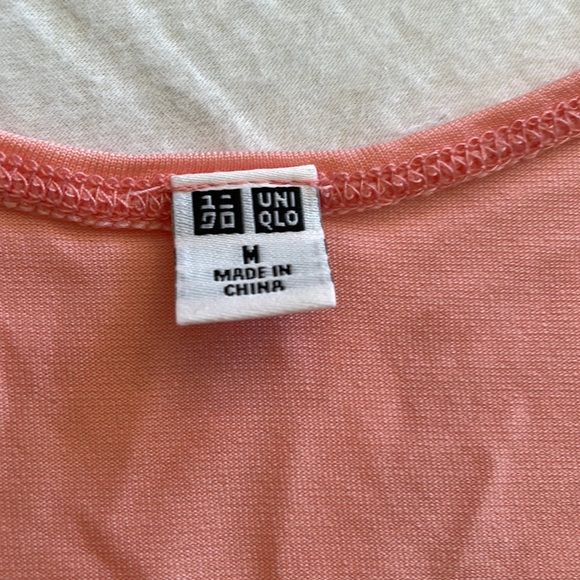 ユニ UNI
クロ QLO
M
MADE IN
CHINA